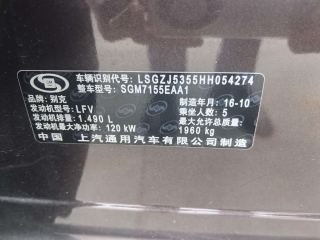 车辆识别代号: LSGZJ5355HH054274
整车型号: SGM7155EAA1
品牌: 别克
制造年月: 16-10
发动机型号: LFV
乘坐人数: 5
发动机排量: 1.490 L
最大允许总质量:
最大净功率: 120 kW
1960 kg
中国 上汽通用汽车有限公司制造